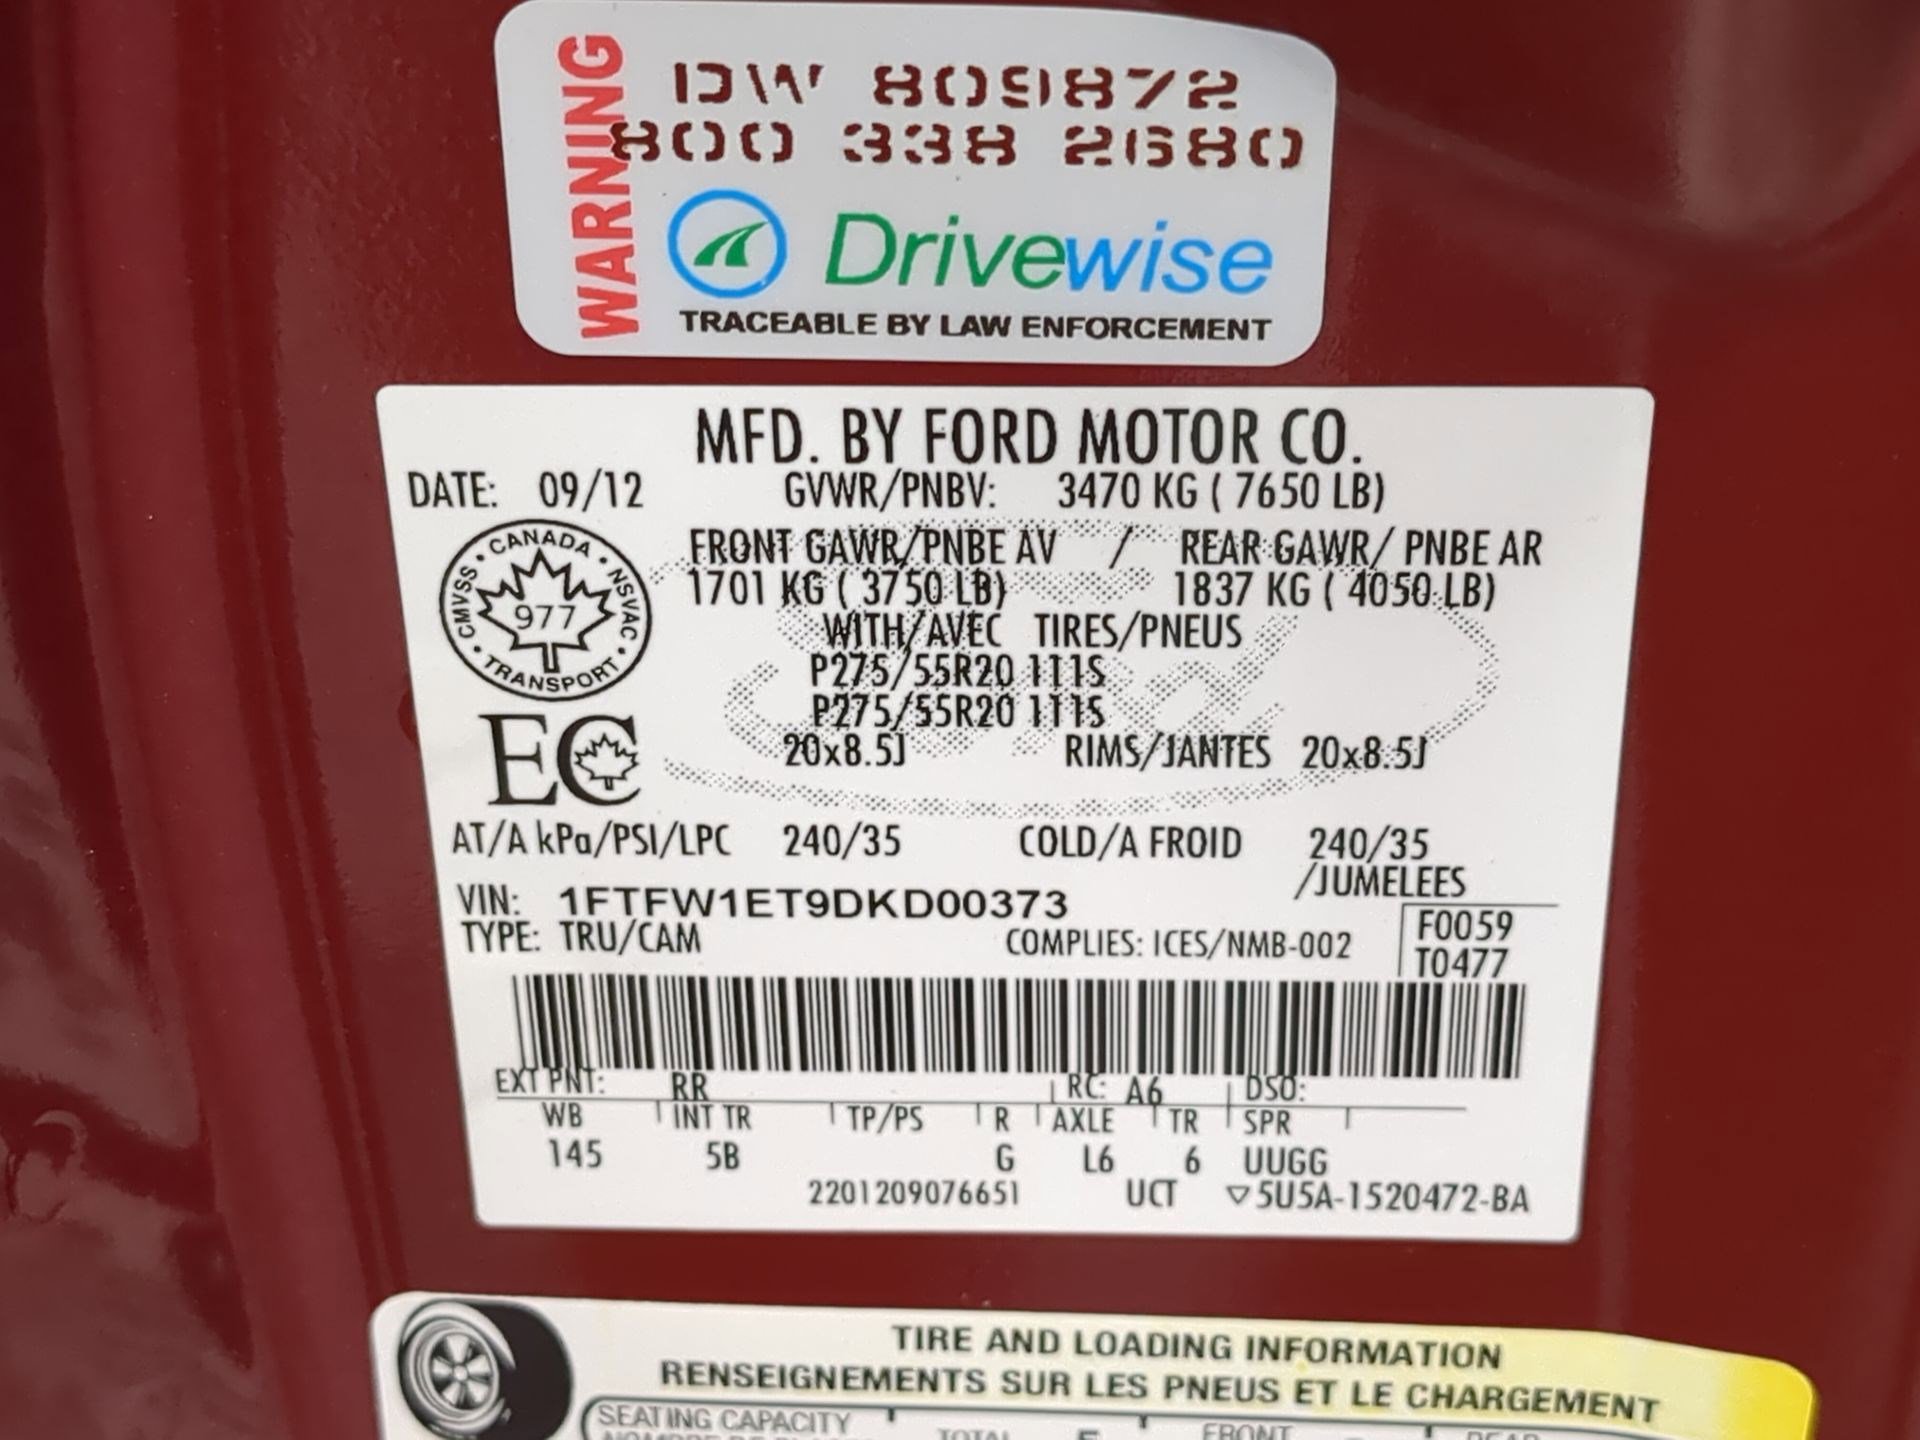 WARNING
DW 809872
800 338 2680
Drivewise
TRACEABLE BY LAW ENFORCEMENT
MFD. BY FORD MOTOR CO.
DATE: 09/12 GVWR/PNBV: 3470 KG ( 7650 LB)
CANADA
CMVSS NSVAC
977
TRANSPORT
FRONT GAWR/PNBE AV / REAR GAWR/ PNBE AR
1701 KG ( 3750 LB) 1837 KG ( 4050 LB)
WITH/AVEC TIRES/PNEUS
P275/55R20 111S
P275/55R20 111S
20x8.5J RIMS/JANTES 20x8.5J
EC
Ford
AT/A kPa/PSI/LPC 240/35 COLD/A FROID 240/35
/JUMELEES
VIN: 1FTFW1ET9DKD00373
TYPE: TRU/CAM COMPLIES: ICES/NMB-002
F0059
T0477
EXT PNT: RR RC: A6 DSO:
WB INT TR TP/PS R AXLE TR SPR
145 5B G L6 6 UUGG
2201209076651 UCT ▽5U5A-1520472-BA
TIRE AND LOADING INFORMATION
RENSEIGNEMENTS SUR LES PNEUS ET LE CHARGEMENT
SEATING CAPACITY
TOTAL 5 FRONT